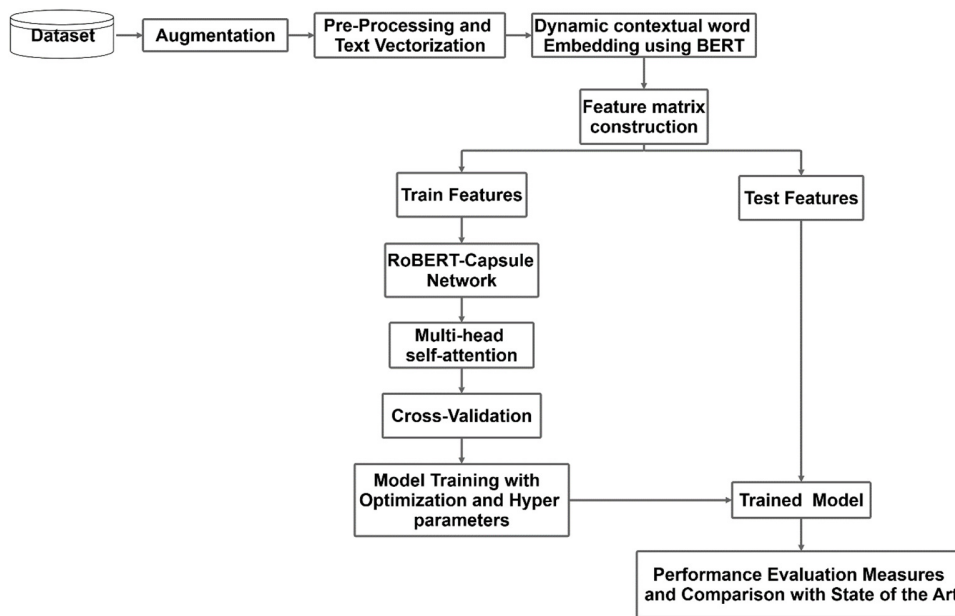 Dataset
Augmentation
Pre-Processing and
Text Vectorization
Dynamic contextual word
Embedding using BERT
Feature matrix
construction
Train Features
Test Features
RoBERT-Capsule
Network
Multi-head
self-attention
Cross-Validation
Model Training with
Optimization and Hyper
parameters
Trained Model
Performance Evaluation Measures
and Comparison with State of the Art